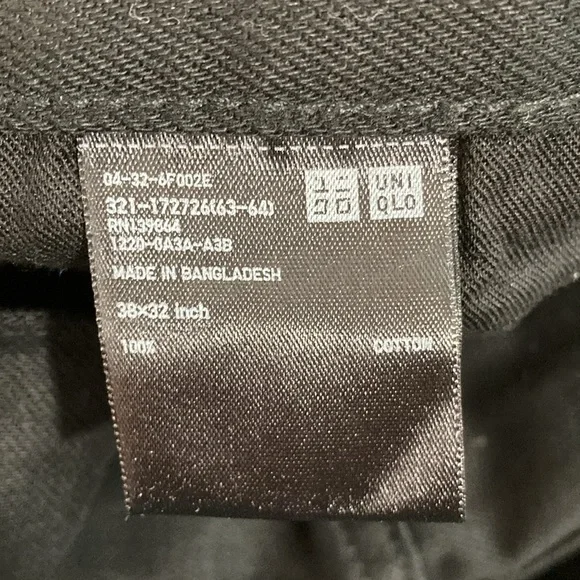 04-32-6F002E
321-172726(63-64)
RN139864
1220-0A3A-A3B
MADE IN BANGLADESH
38×32 inch
100% COTTON
ユニ
クロ
UNI
QLO